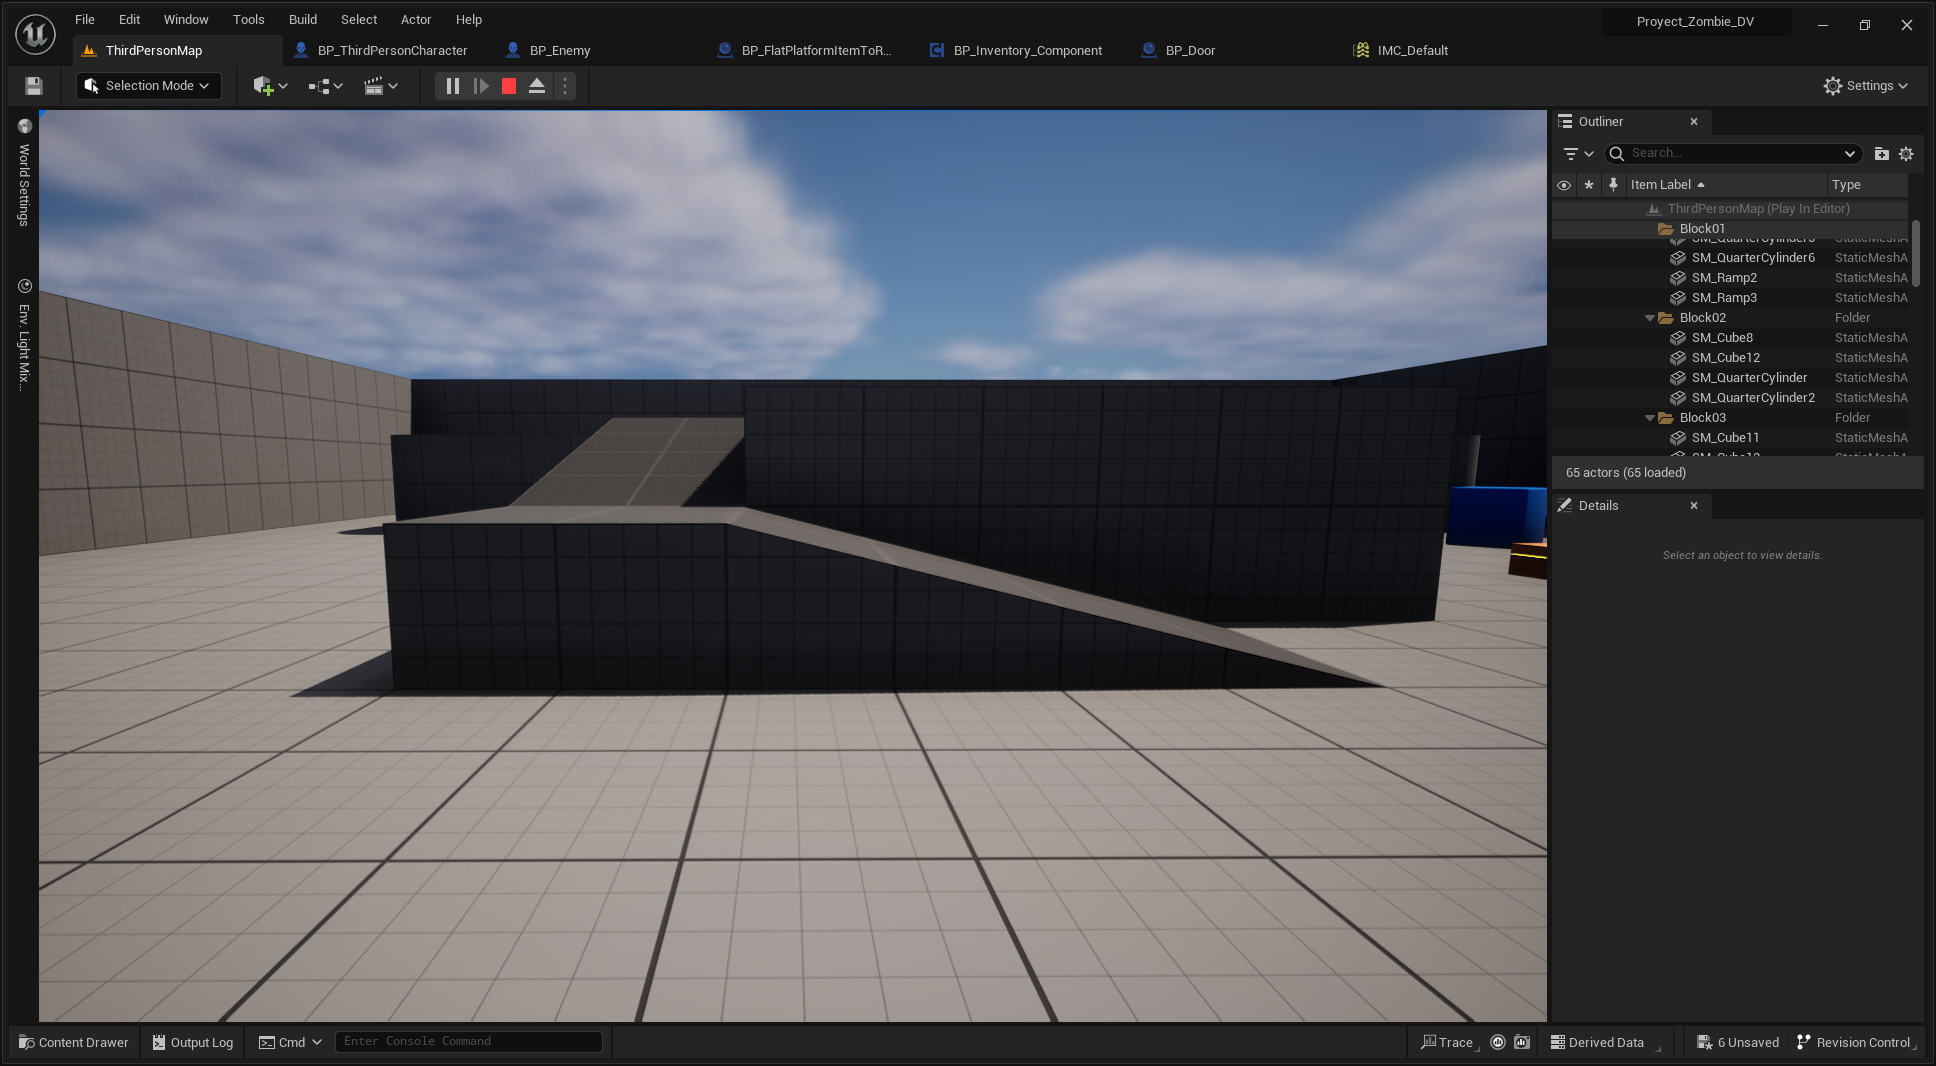 File Edit Window Tools Build Select Actor Help
Proyect_Zombie_DV
ThirdPersonMap BP_ThirdPersonCharacter BP_Enemy BP_FlatPlatformItemToR... BP_Inventory_Component BP_Door IMC_Default
Selection Mode
Settings
World Settings
Env. Light Mix...
Outliner
Search...
Item Label Type
ThirdPersonMap (Play In Editor)
Block01
SM_QuarterCylinder6 StaticMeshA
SM_Ramp2 StaticMeshA
SM_Ramp3 StaticMeshA
Block02 Folder
SM_Cube8 StaticMeshA
SM_Cube12 StaticMeshA
SM_QuarterCylinder StaticMeshA
SM_QuarterCylinder2 StaticMeshA
Block03 Folder
SM_Cube11 StaticMeshA
65 actors (65 loaded)
Details
Select an object to view details.
Content Drawer Output Log Cmd Enter Console Command Trace Derived Data 6 Unsaved Revision Control